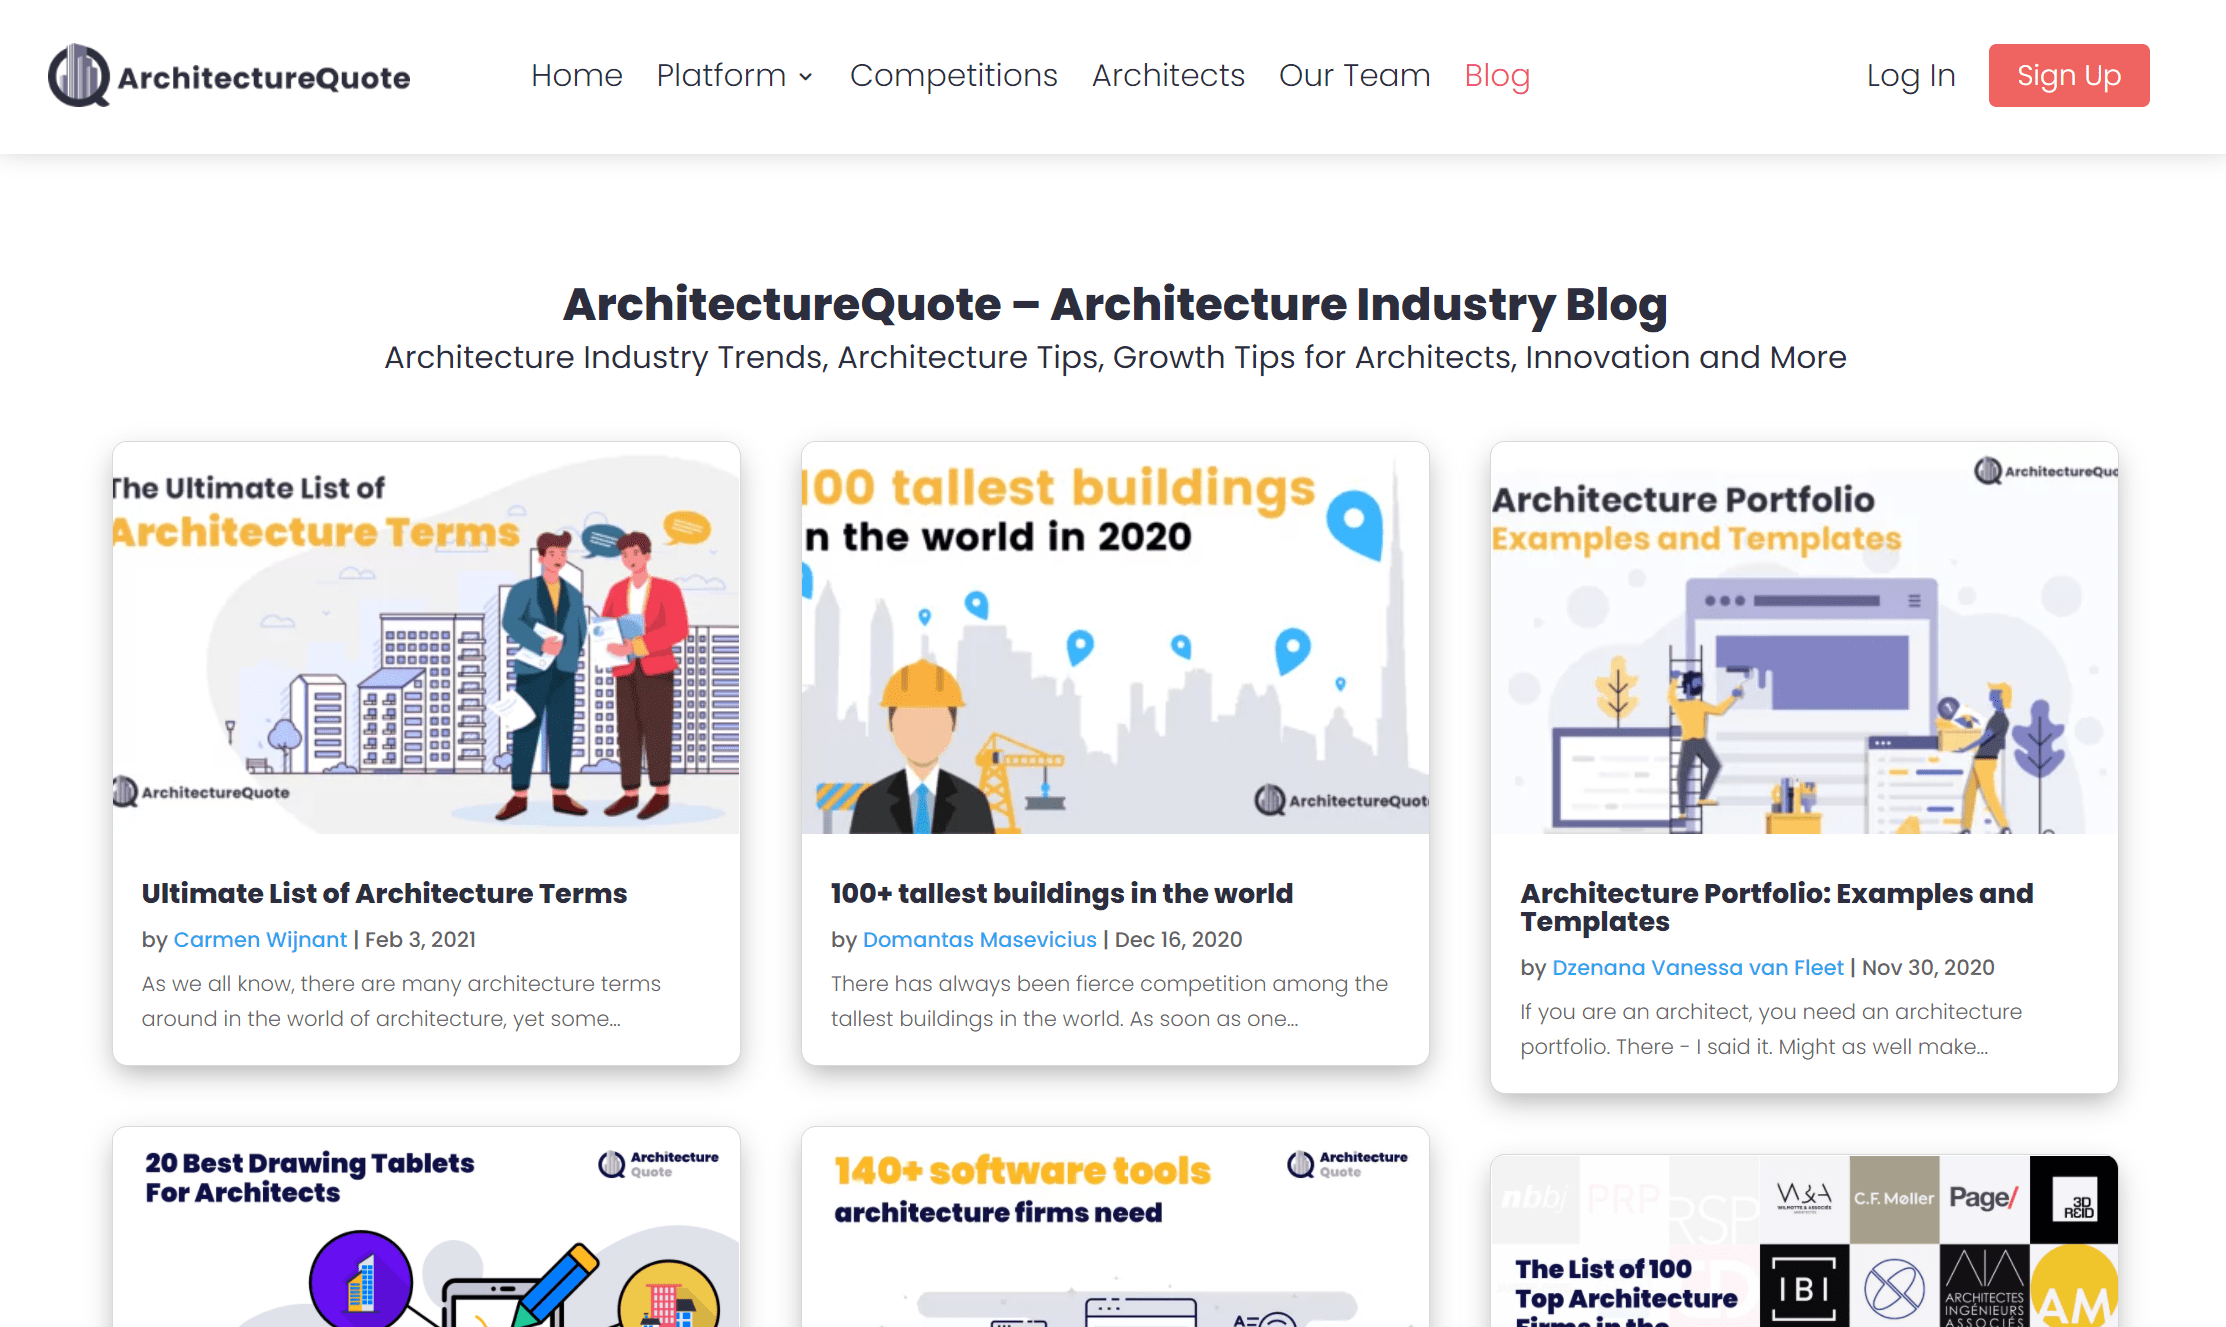 ArchitectureQuote
Home Platform Competitions Architects Our Team Blog
Log In Sign Up
ArchitectureQuote – Architecture Industry Blog
Architecture Industry Trends, Architecture Tips, Growth Tips for Architects, Innovation and More
The Ultimate List of
Architecture Terms
ArchitectureQuote
Ultimate List of Architecture Terms
by Carmen Wijnant | Feb 3, 2021
As we all know, there are many architecture terms
around in the world of architecture, yet some...
100 tallest buildings
n the world in 2020
ArchitectureQuot
100+ tallest buildings in the world
by Domantas Masevicius | Dec 16, 2020
There has always been fierce competition among the
tallest buildings in the world. As soon as one...
ArchitectureQuo
Architecture Portfolio
Examples and Templates
Architecture Portfolio: Examples and
Templates
by Dzenana Vanessa van Fleet | Nov 30, 2020
If you are an architect, you need an architecture
portfolio. There - I said it. Might as well make...
20 Best Drawing Tablets
For Architects
Architecture
Quote
140+ software tools
architecture firms need
Architecture
Quote
nbbj PRP RSP W&A C.F. Møller Page/ 3D
REID
WILMOTTE & ASSOCIÉS
The List of 100
Top Architecture
Firms in the
IBI
AIA
ARCHITECTES
INGÉNIEURS
ASSOCIÉS
AM